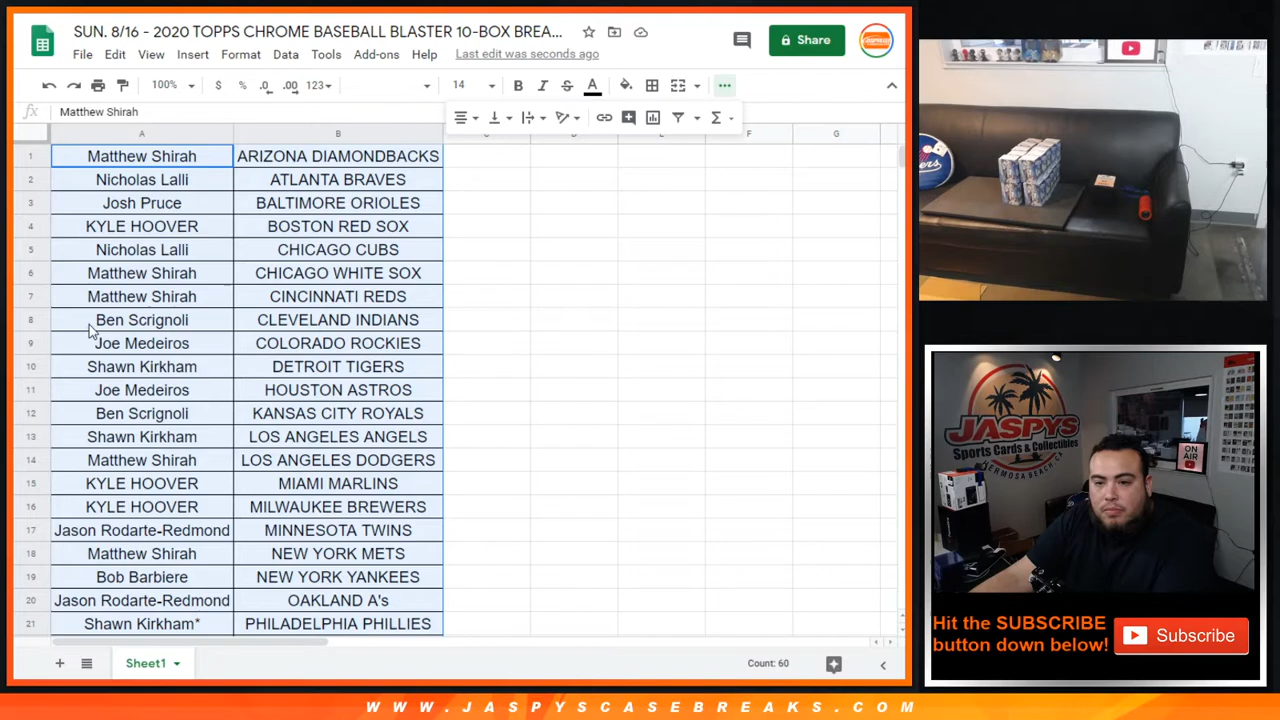 SUN. 8/16 - 2020 TOPPS CHROME BASEBALL BLASTER 10-BOX BREA...
File Edit View Insert Format Data Tools Add-ons Help Last edit was seconds ago
Share
100% $ % .0 .00 123 14 B I S A
fx Matthew Shirah
A B C D E F G
1 Matthew Shirah ARIZONA DIAMONDBACKS
2 Nicholas Lalli ATLANTA BRAVES
3 Josh Pruce BALTIMORE ORIOLES
4 KYLE HOOVER BOSTON RED SOX
5 Nicholas Lalli CHICAGO CUBS
6 Matthew Shirah CHICAGO WHITE SOX
7 Matthew Shirah CINCINNATI REDS
8 Ben Scrignoli CLEVELAND INDIANS
9 Joe Medeiros COLORADO ROCKIES
10 Shawn Kirkham DETROIT TIGERS
11 Joe Medeiros HOUSTON ASTROS
12 Ben Scrignoli KANSAS CITY ROYALS
13 Shawn Kirkham LOS ANGELES ANGELS
14 Matthew Shirah LOS ANGELES DODGERS
15 KYLE HOOVER MIAMI MARLINS
16 KYLE HOOVER MILWAUKEE BREWERS
17 Jason Rodarte-Redmond MINNESOTA TWINS
18 Matthew Shirah NEW YORK METS
19 Bob Barbiere NEW YORK YANKEES
20 Jason Rodarte-Redmond OAKLAND A's
21 Shawn Kirkham* PHILADELPHIA PHILLIES
Sheet1
Count: 60
JASPYS
Sports Cards & Collectibles
HERMOSA BEACH, CA
ON
AIR
Hit the SUBSCRIBE
button down below!
Subscribe
WWW.JASPYSCASEBREAKS.COM